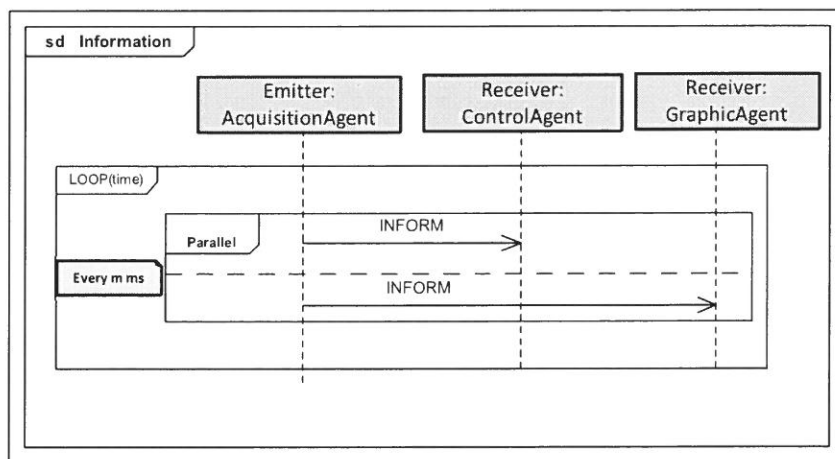 sd Information
Emitter:
AcquisitionAgent
Receiver:
ControlAgent
Receiver:
GraphicAgent
LOOP(time)
Parallel
INFORM
Every m ms
INFORM